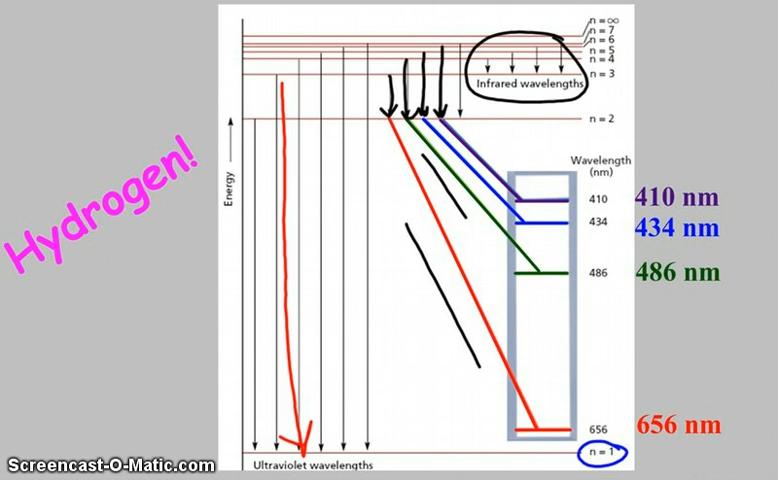 n = ∞
n = 7
n = 6
n = 5
n = 4
n = 3
Infrared wavelengths
n = 2
Hydrogen!
Energy
Wavelength
(nm)
410 410 nm
434 434 nm
486 486 nm
656 656 nm
n = 1
Ultraviolet wavelengths
Screencast-O-Matic.com